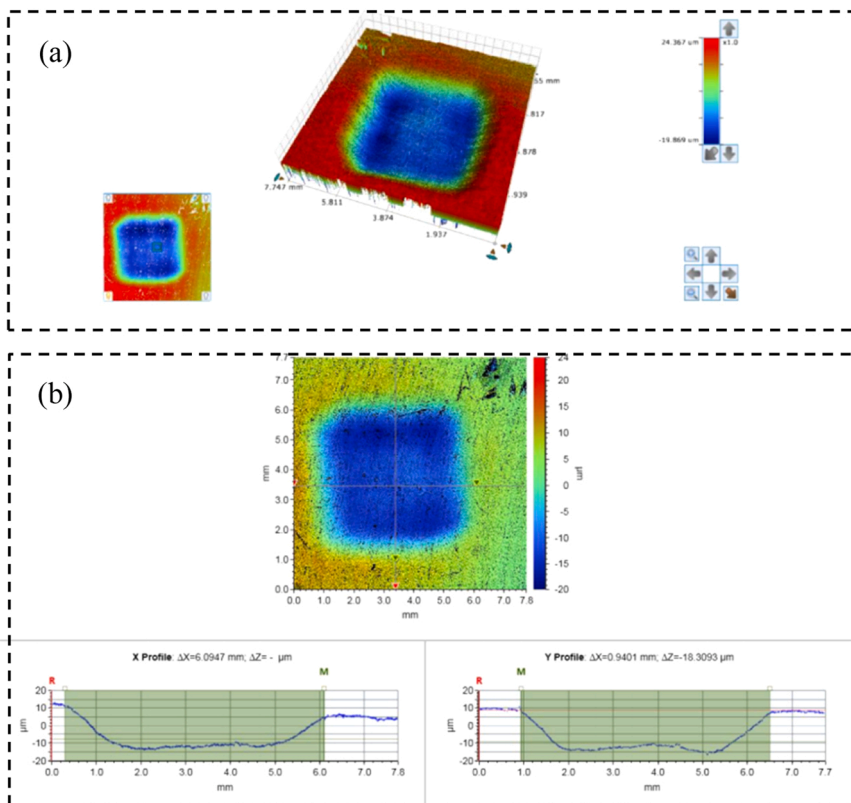 (a)
24.367 um
x1.0
-19.869 um
55 mm
.817
.878
.939
7.747 mm
5.811
3.874
1.937
(b)
7.7
7.0
6.0
5.0
4.0
3.0
2.0
1.0
0.0
mm
0.0 1.0 2.0 3.0 4.0 5.0 6.0 7.8
mm
24
20
15
10
5
0
-5
-10
-15
-20
µm
X Profile: ΔX=6.0947 mm; ΔZ= - µm
R
M
20
10
0
-10
-20
µm
0.0 1.0 2.0 3.0 4.0 5.0 6.0 7.8
mm
Y Profile: ΔX=0.9401 mm; ΔZ=-18.3093 µm
R
M
20
10
0
-10
-20
µm
0.0 1.0 2.0 3.0 4.0 5.0 6.0 7.7
mm